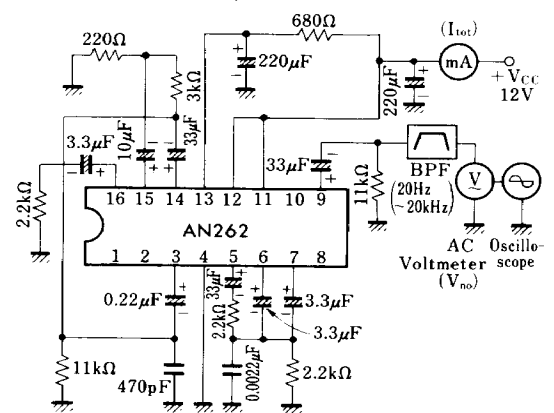 680Ω
(Itot)
220Ω
220μF
mA
+VCC
12V
3kΩ
220μF
3.3μF
10μF
33μF
33μF
11kΩ
BPF
(20Hz
~20kHz)
V
2.2kΩ
16 15 14 13 12 11 10 9
AN262
1 2 3 4 5 6 7 8
AC Oscillo-
Voltmeter scope
(Vno)
0.22μF
33μF
3.3μF
2.2kΩ
3.3μF
11kΩ
470pF
0.0022μF
2.2kΩ